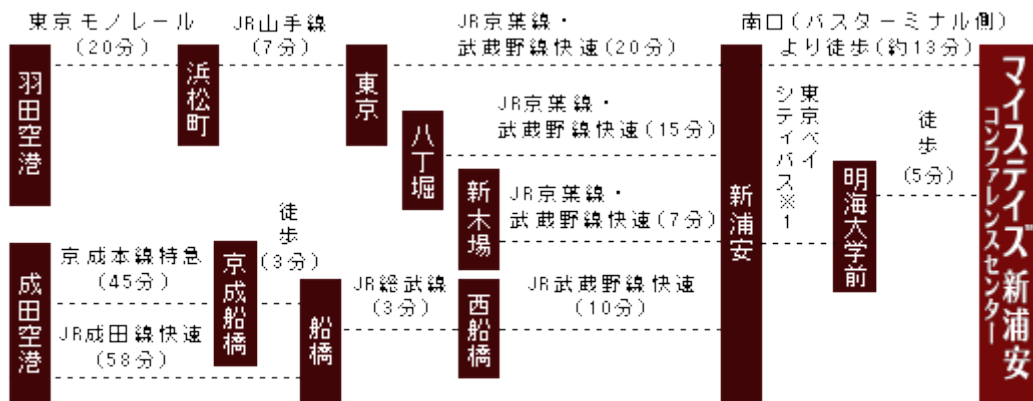 東京モノレール
(20分)
JR山手線
(7分)
JR京葉線・
武蔵野線快速(20分)
南口(バスターミナル側)
より徒歩(約13分)
羽田空港
浜松町
東京
JR京葉線・
武蔵野線快速(15分)
八丁堀
新木場
JR京葉線・
武蔵野線快速(7分)
新浦安
東京ベイ
シティバス※1
明海大学前
徒歩
(5分)
マイステイズ新浦安
コンファレンスセンター
成田空港
京成本線特急
(45分)
京成船橋
徒歩
(3分)
JR成田線快速
(58分)
船橋
JR総武線
(3分)
西船橋
JR武蔵野線快速
(10分)